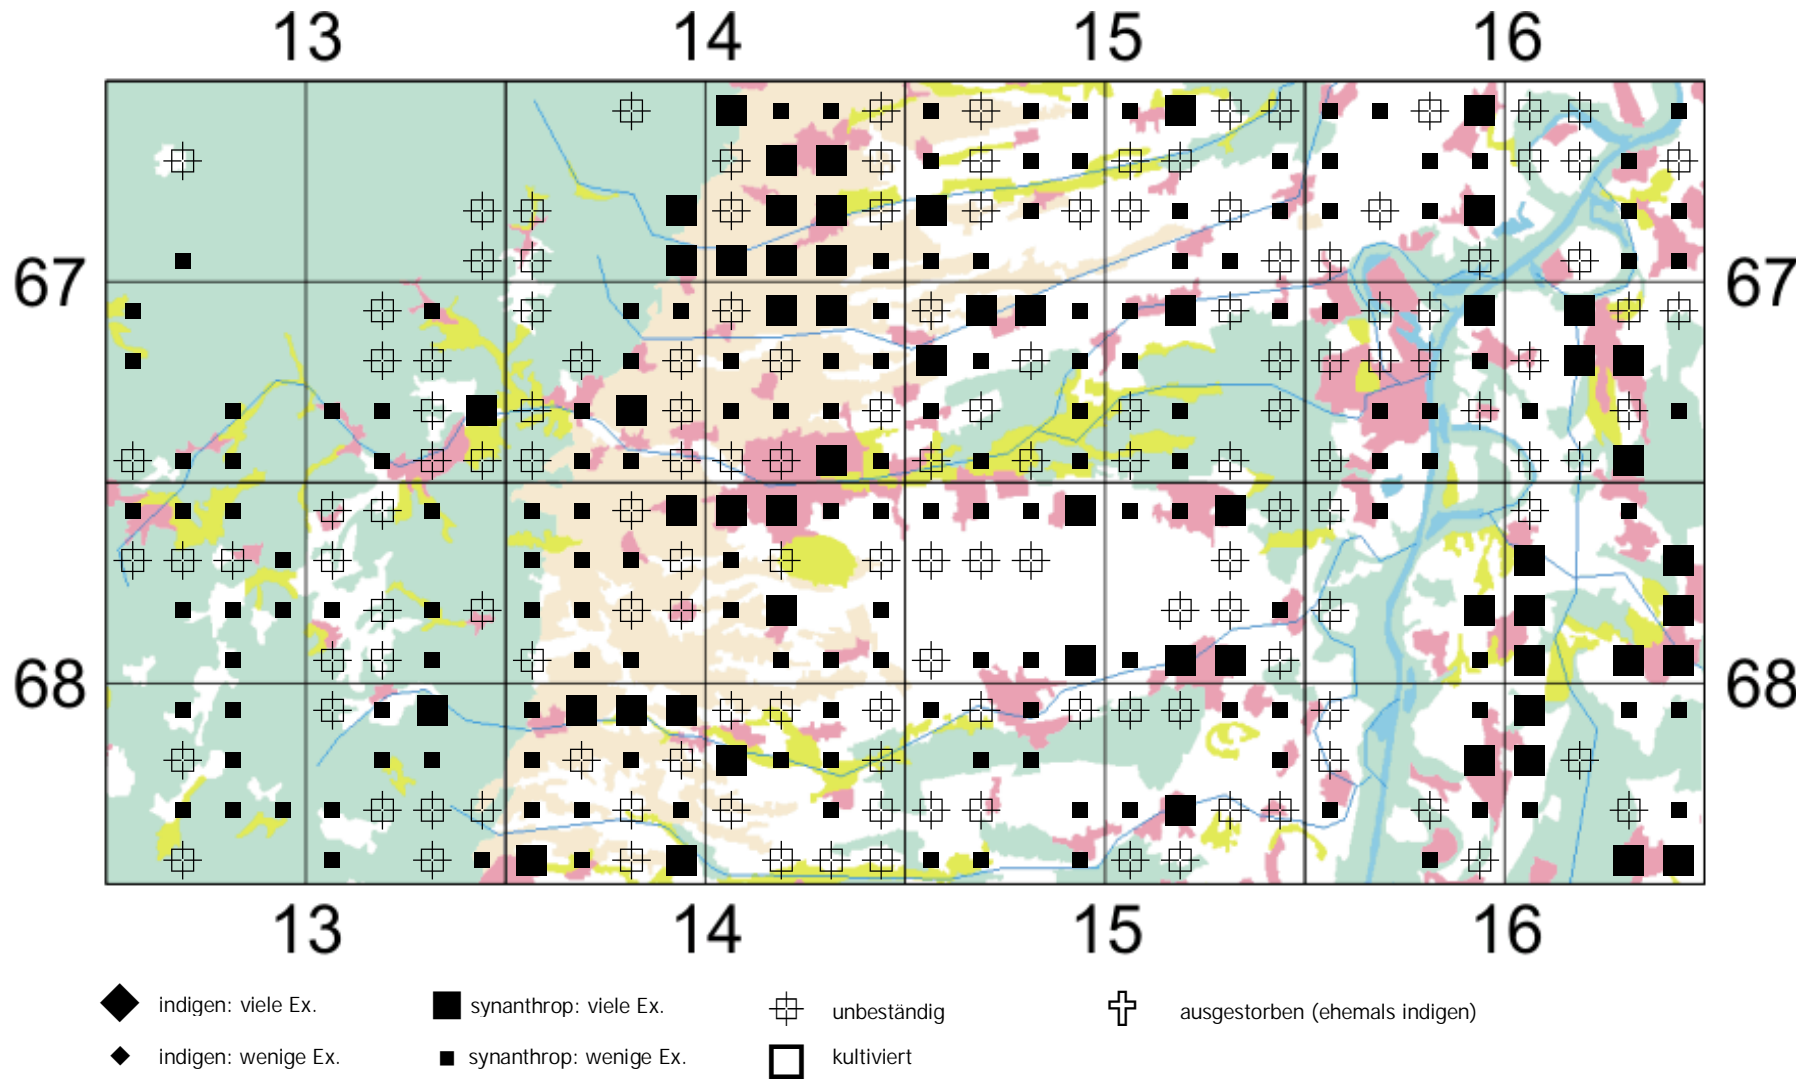 13 14 15 16
67 67
68 68
13 14 15 16
indigen: viele Ex. synanthrop: viele Ex. unbeständig ausgestorben (ehemals indigen)
indigen: wenige Ex. synanthrop: wenige Ex. kultiviert